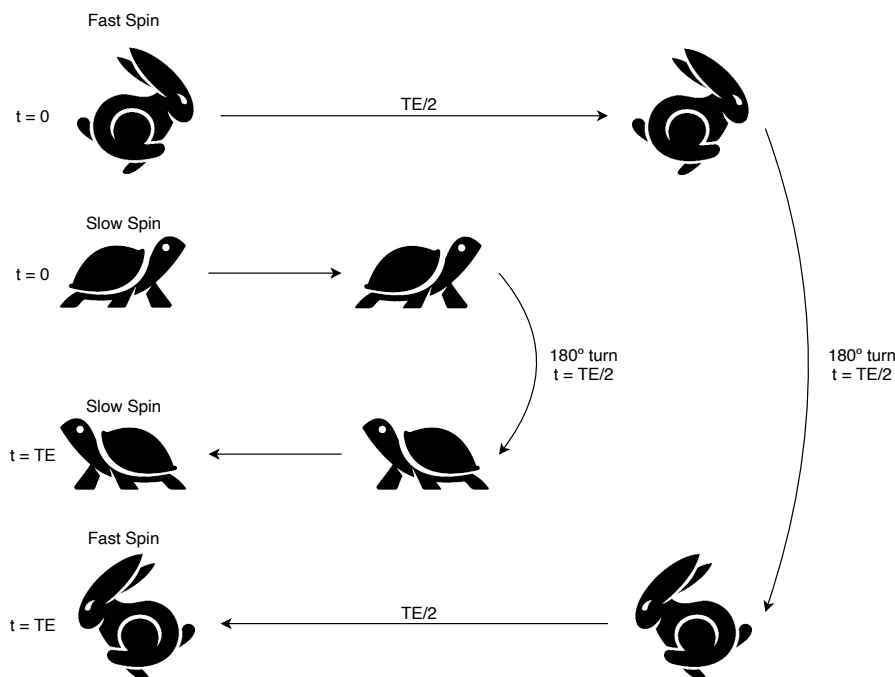 Fast Spin
t = 0
TE/2
Slow Spin
t = 0
180º turn
t = TE/2
180º turn
t = TE/2
Slow Spin
t = TE
Fast Spin
t = TE
TE/2